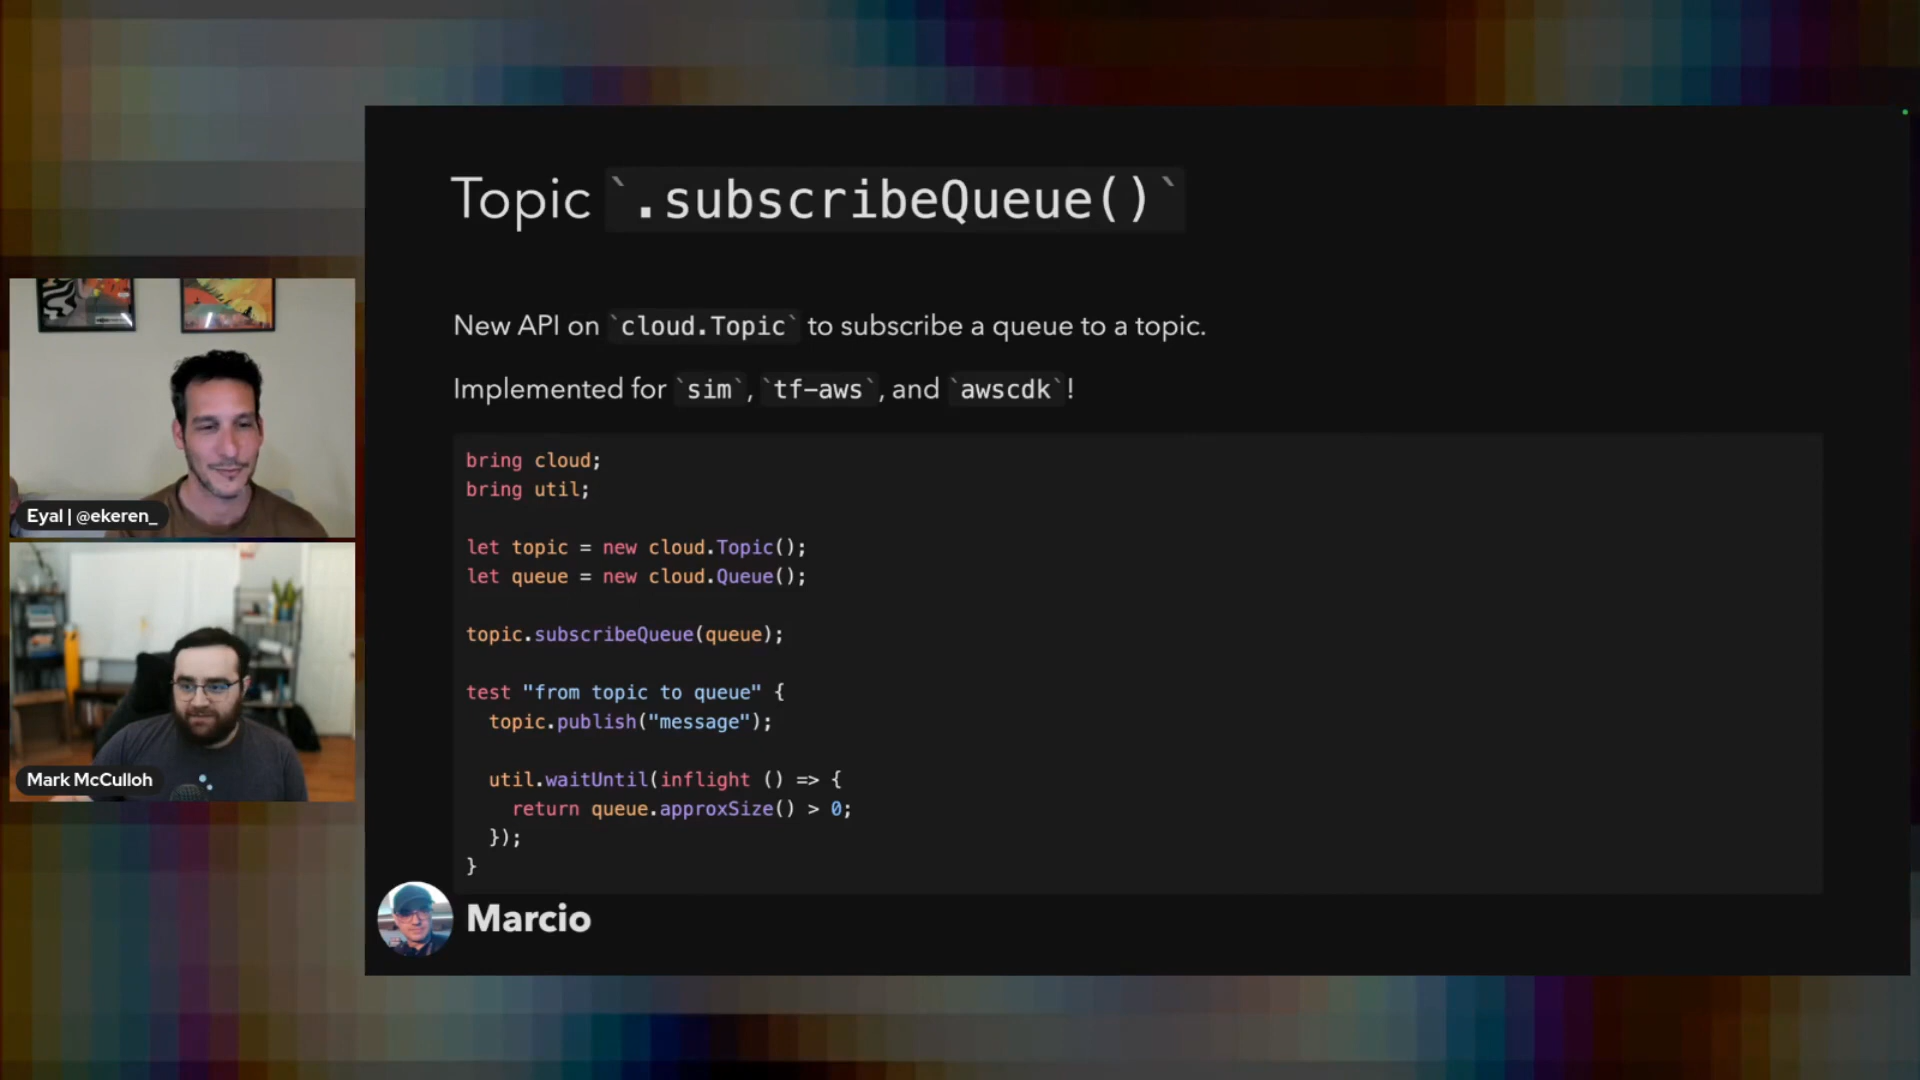 Topic `.subscribeQueue()`
New API on `cloud.Topic` to subscribe a queue to a topic.
Implemented for `sim`, `tf-aws`, and `awscdk`!
bring cloud;
bring util;
let topic = new cloud.Topic();
let queue = new cloud.Queue();
topic.subscribeQueue(queue);
test "from topic to queue" {
topic.publish("message");
util.waitUntil(inflight () => {
return queue.approxSize() > 0;
});
}
Marcio
Eyal | @ekeren_
Mark McCulloh